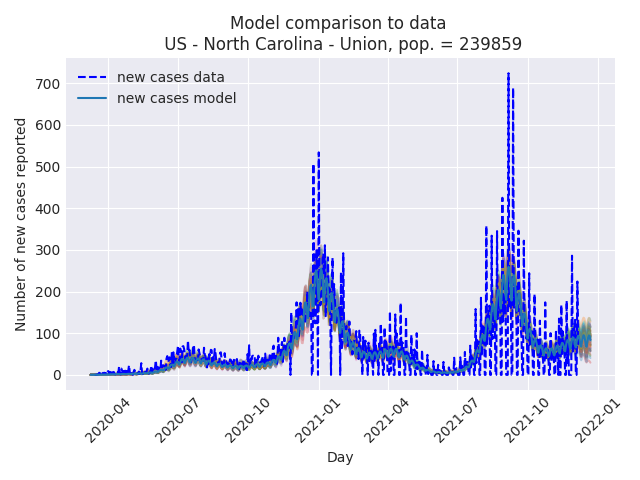 Model comparison to data
US - North Carolina - Union, pop. = 239859
new cases data
new cases model
Number of new cases reported
700
600
500
400
300
200
100
0
2020-04
2020-07
2020-10
2021-01
2021-04
2021-07
2021-10
2022-01
Day